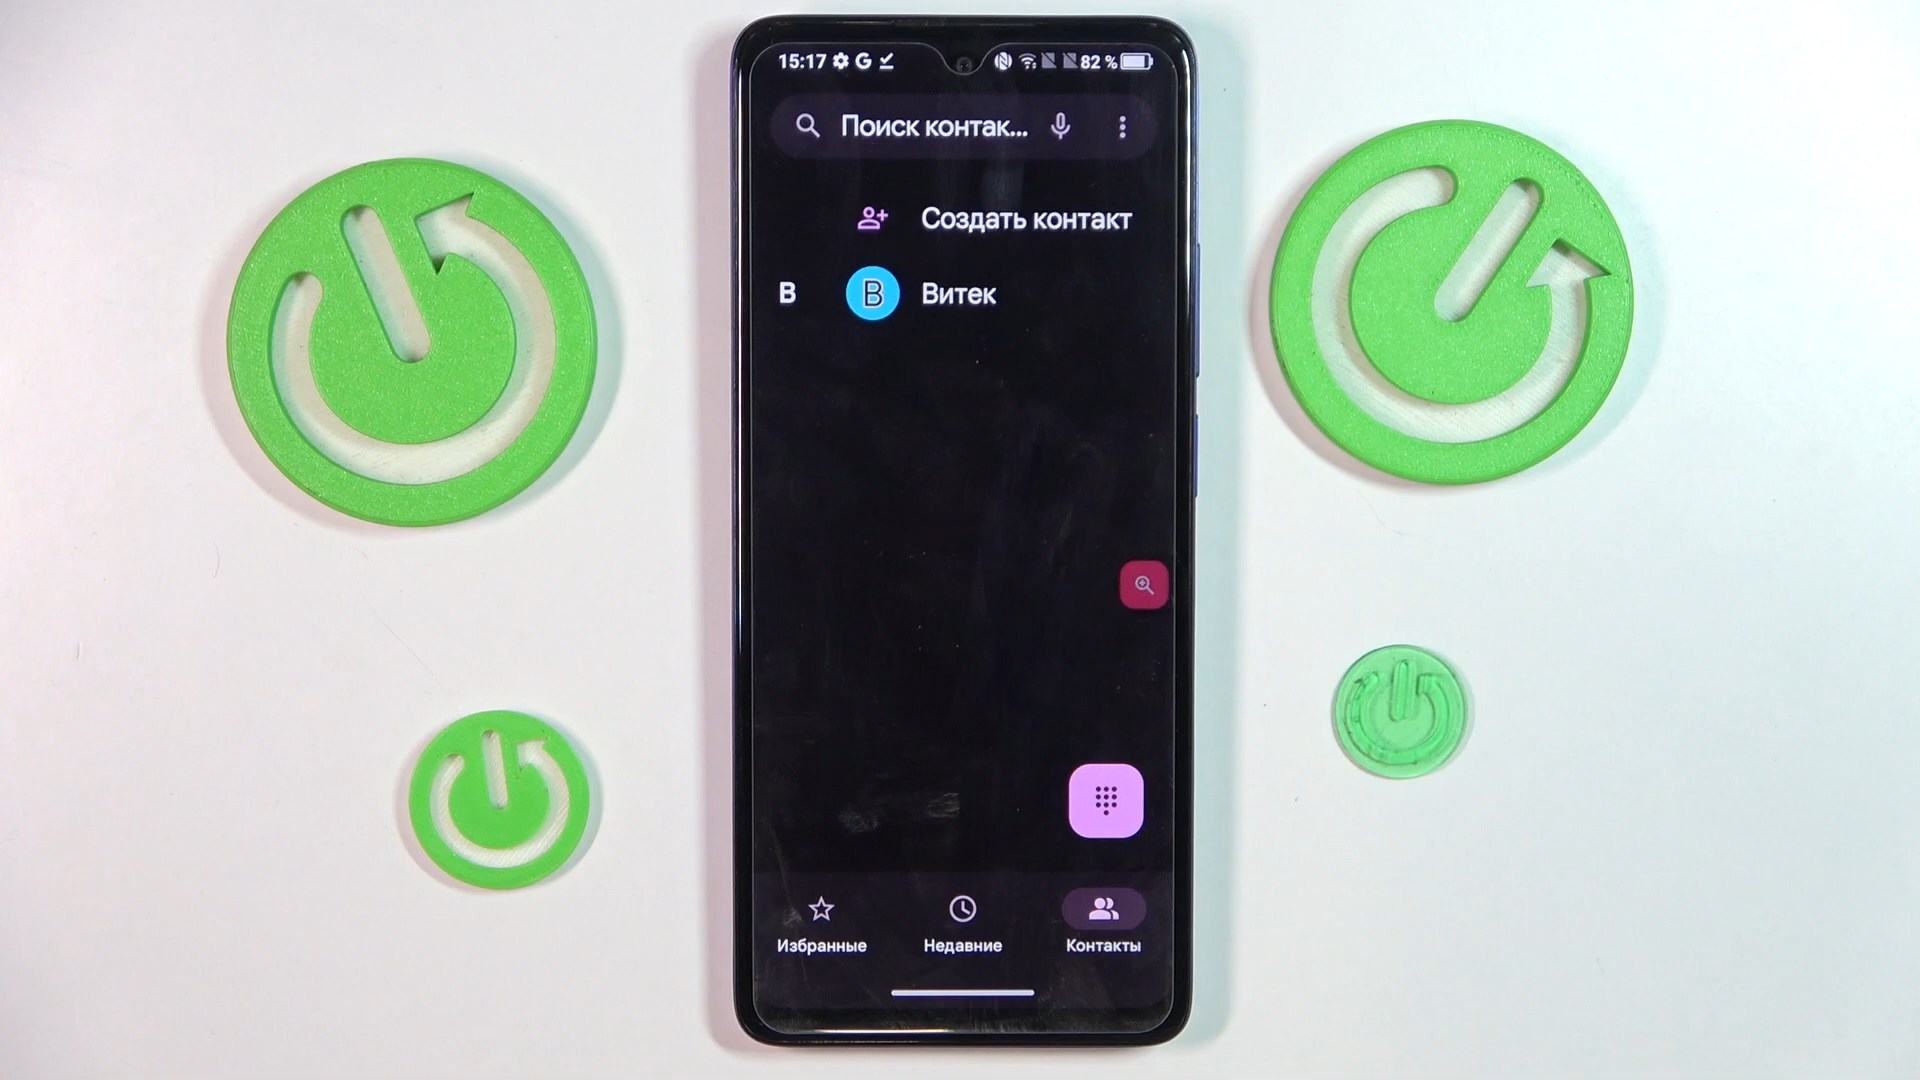 15:17 82 %
Поиск контак...
Создать контакт
В В Витек
Избранные Недавние Контакты